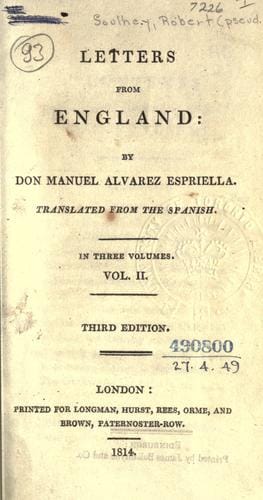 7226
Southey, Robert (pseud.
93
LETTERS
FROM
ENGLAND:
BY
DON MANUEL ALVAREZ ESPRIELLA.
TRANSLATED FROM THE SPANISH.
IN THREE VOLUMES.
VOL. II.
THIRD EDITION.
490800
27. 4. 49
LONDON:
PRINTED FOR LONGMAN, HURST, REES, ORME, AND
BROWN, PATERNOSTER-ROW.
1814.